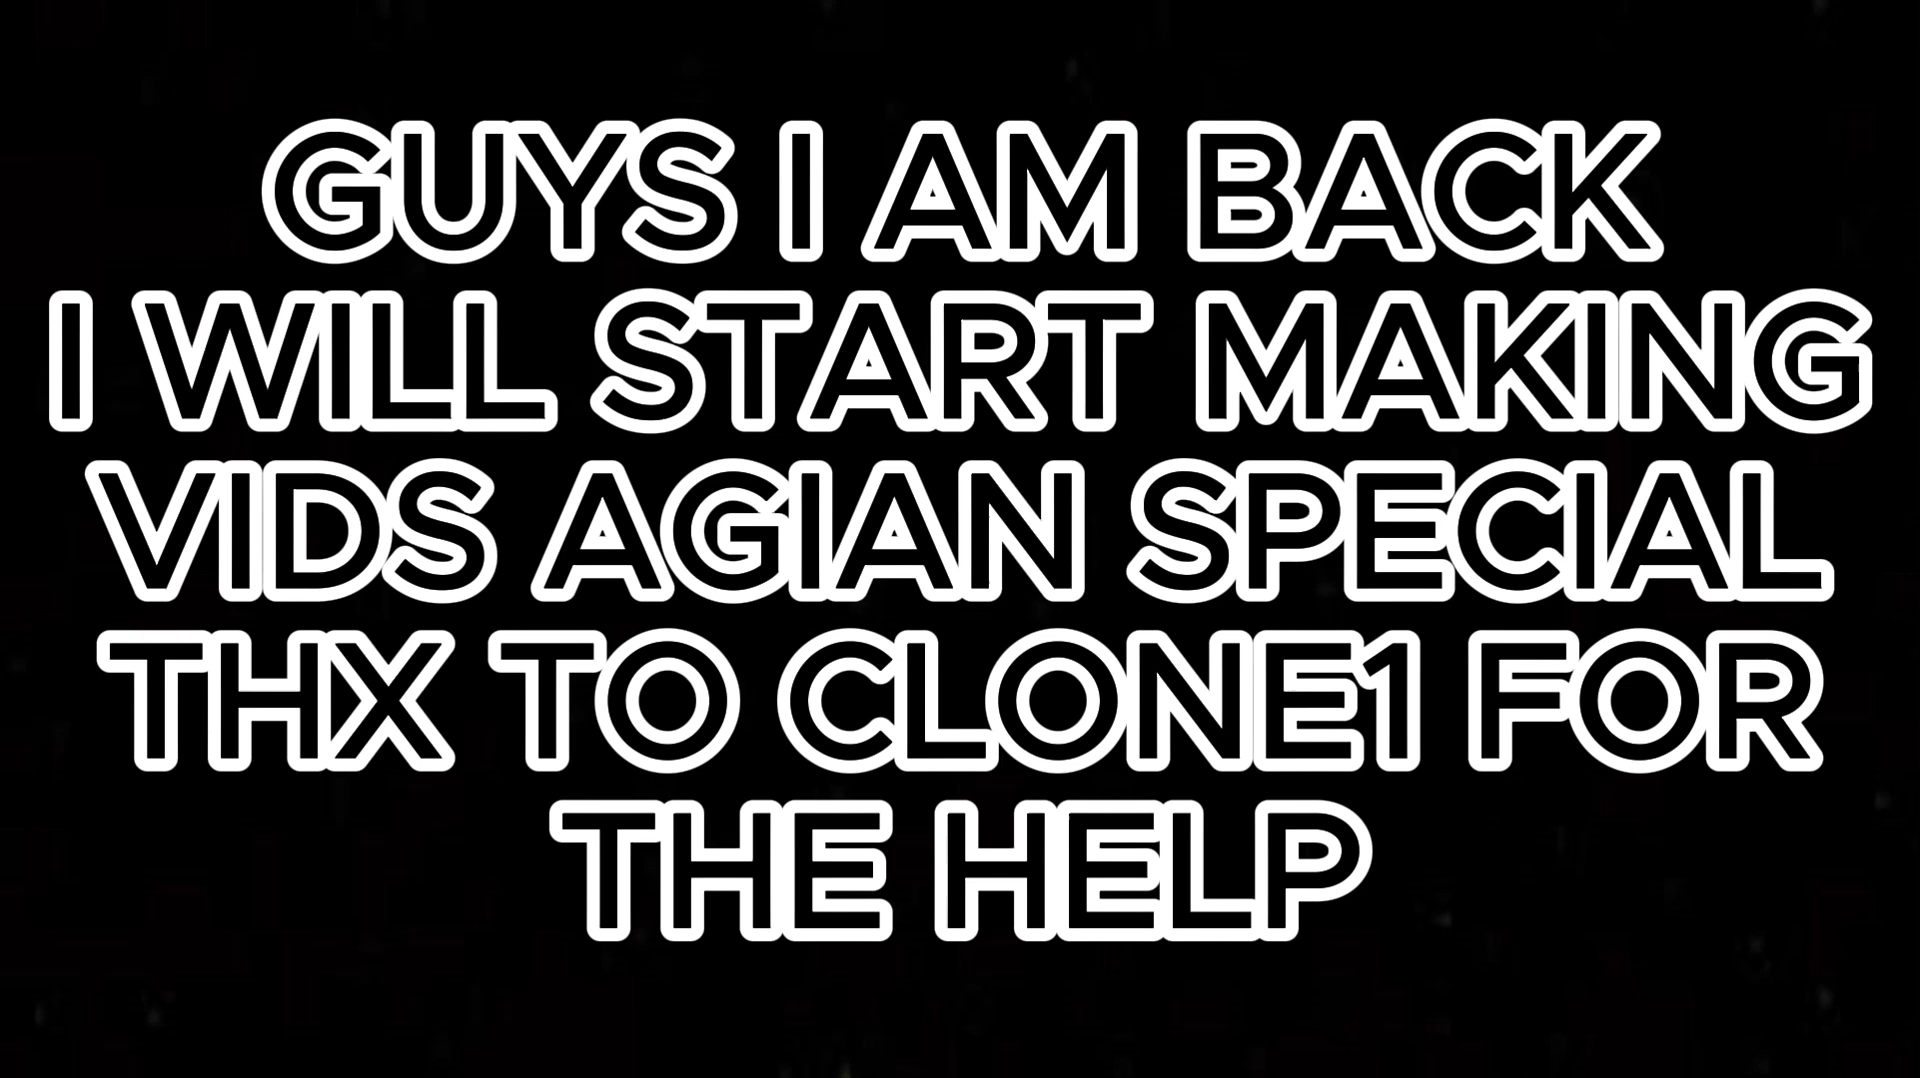 GUYS I AM BACK
I WILL START MAKING
VIDS AGIAN SPECIAL
THX TO CLONE1 FOR
THE HELP